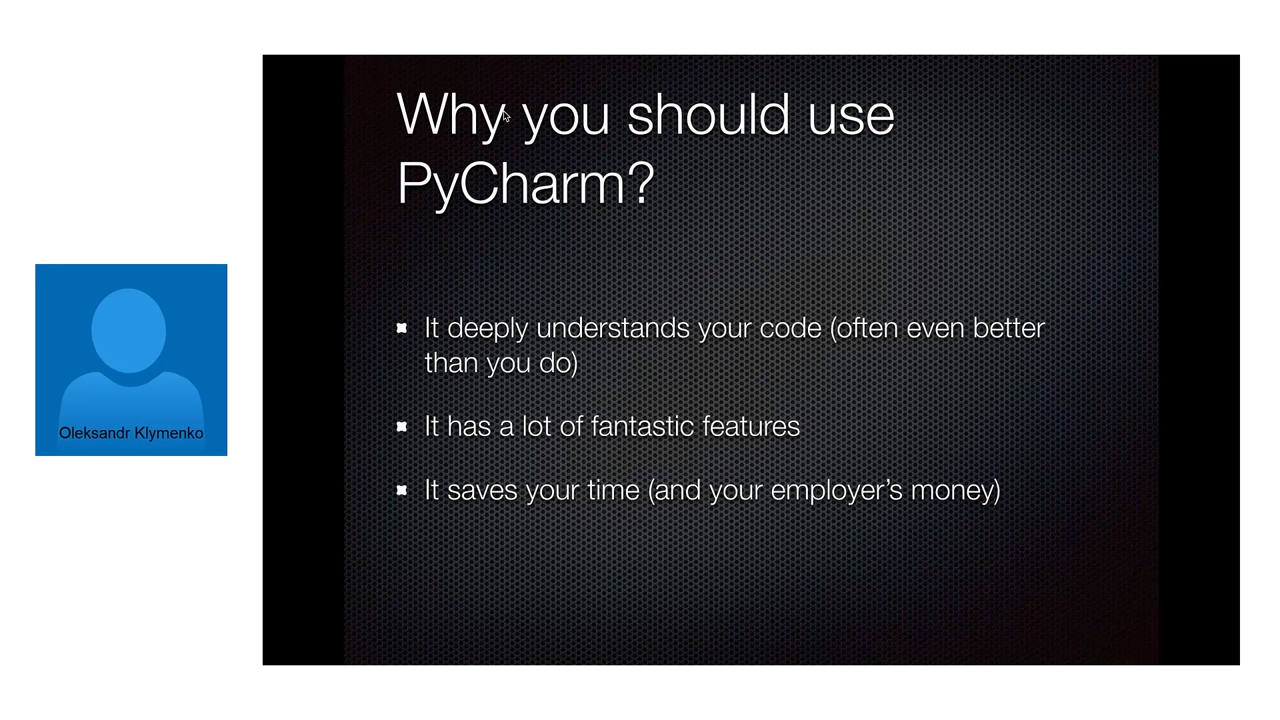 Why you should use
PyCharm?
It deeply understands your code (often even better
than you do)
It has a lot of fantastic features
It saves your time (and your employer’s money)
Oleksandr Klymenko